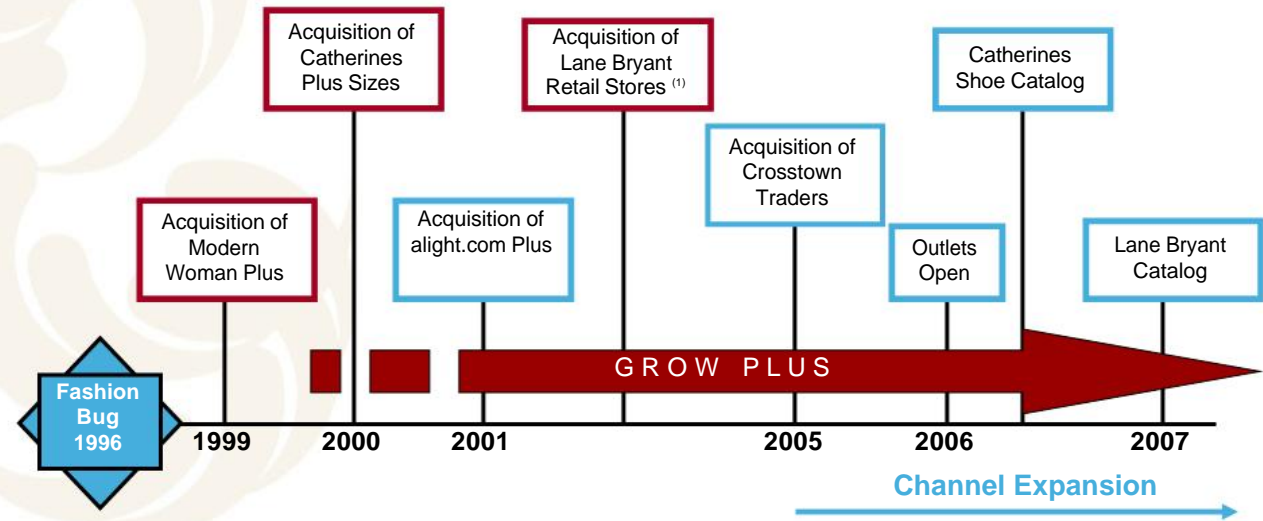 Acquisition of
Catherines
Plus Sizes
Acquisition of
Lane Bryant
Retail Stores (1)
Catherines
Shoe Catalog
Acquisition of
Crosstown
Traders
Acquisition of
Modern
Woman Plus
Acquisition of
alight.com Plus
Outlets
Open
Lane Bryant
Catalog
GROW PLUS
Fashion
Bug
1996
1999
2000
2001
2005
2006
2007
Channel Expansion